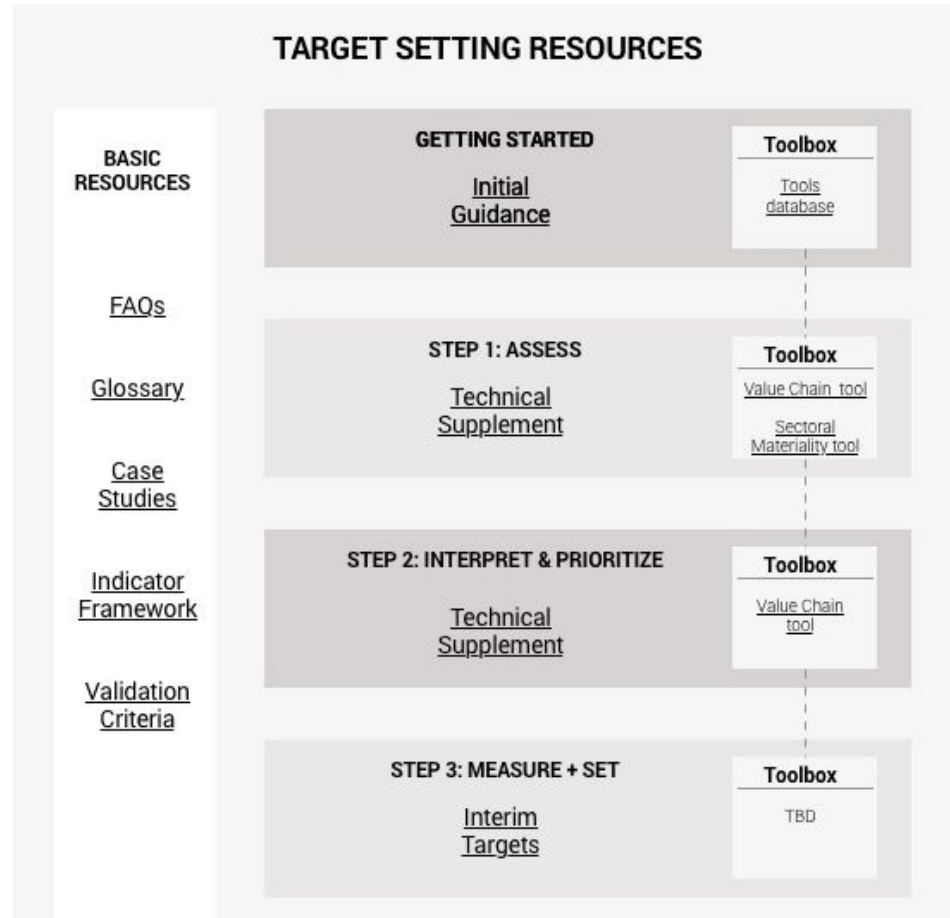 TARGET SETTING RESOURCES
BASIC
RESOURCES
FAQs
Glossary
Case
Studies
Indicator
Framework
Validation
Criteria
GETTING STARTED
Initial
Guidance
Toolbox
Tools
database
STEP 1: ASSESS
Technical
Supplement
Toolbox
Value Chain tool
Sectoral
Materiality tool
STEP 2: INTERPRET & PRIORITIZE
Technical
Supplement
Toolbox
Value Chain
tool
STEP 3: MEASURE + SET
Interim
Targets
Toolbox
TBD